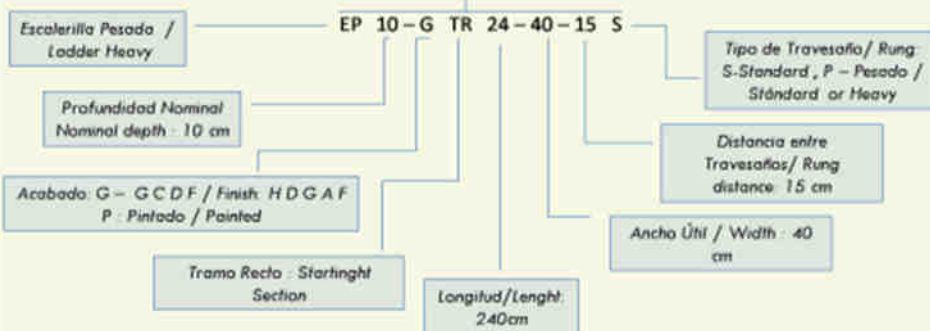 EP 10 – G TR 24 – 40 – 15 S
Escalerilla Pesada /
Ladder Heavy
Tipo de Travesaño/ Rung
S-Standard , P – Pesado /
Stándard or Heavy
Profundidad Nominal
Nominal depth : 10 cm
Distancia entre
Travesaños/ Rung
distance: 15 cm
Acabado: G – G C D F / Finish: H D G A F
P : Pintado / Painted
Ancho Útil / Width : 40
cm
Tramo Recto : Startinght
Section
Longitud/Lenght:
240cm